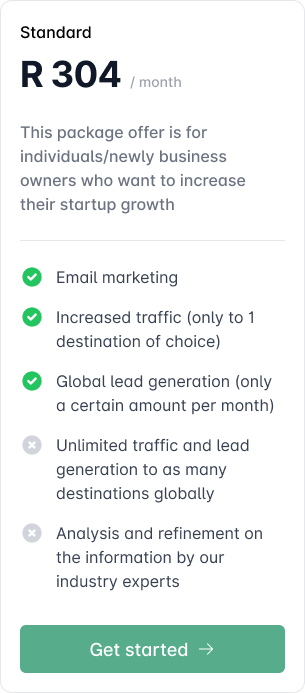 Standard
R 304 / month
This package offer is for
individuals/newly business
owners who want to increase
their startup growth
Email marketing
Increased traffic (only to 1
destination of choice)
Global lead generation (only
a certain amount per month)
Unlimited traffic and lead
generation to as many
destinations globally
Analysis and refinement on
the information by our
industry experts
Get started →